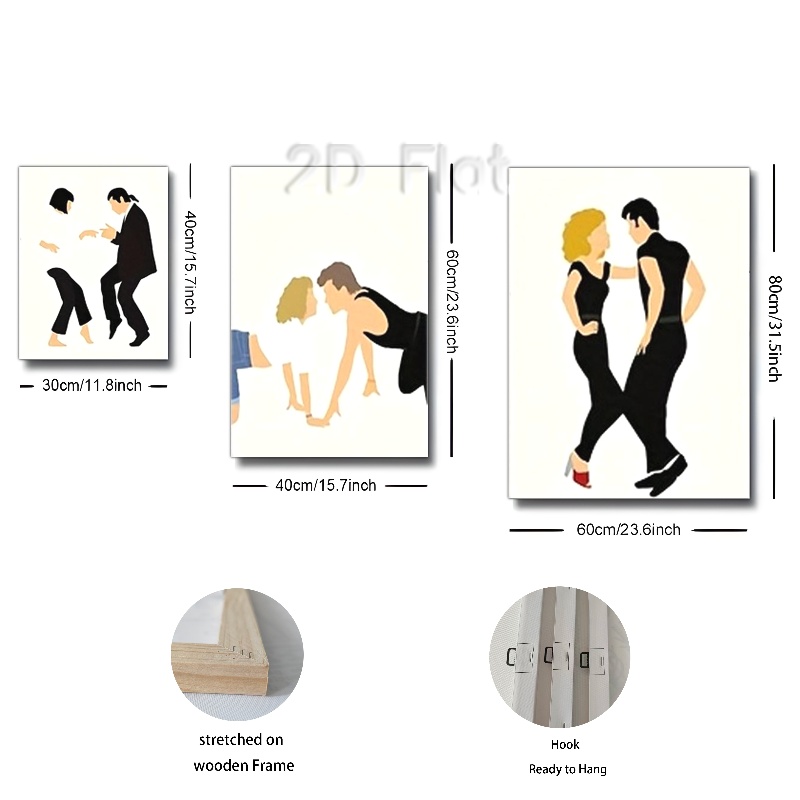 2D Flat
40cm/15.7inch
30cm/11.8inch
60cm/23.6inch
40cm/15.7inch
80cm/31.5inch
60cm/23.6inch
stretched on
wooden Frame
Hook
Ready to Hang